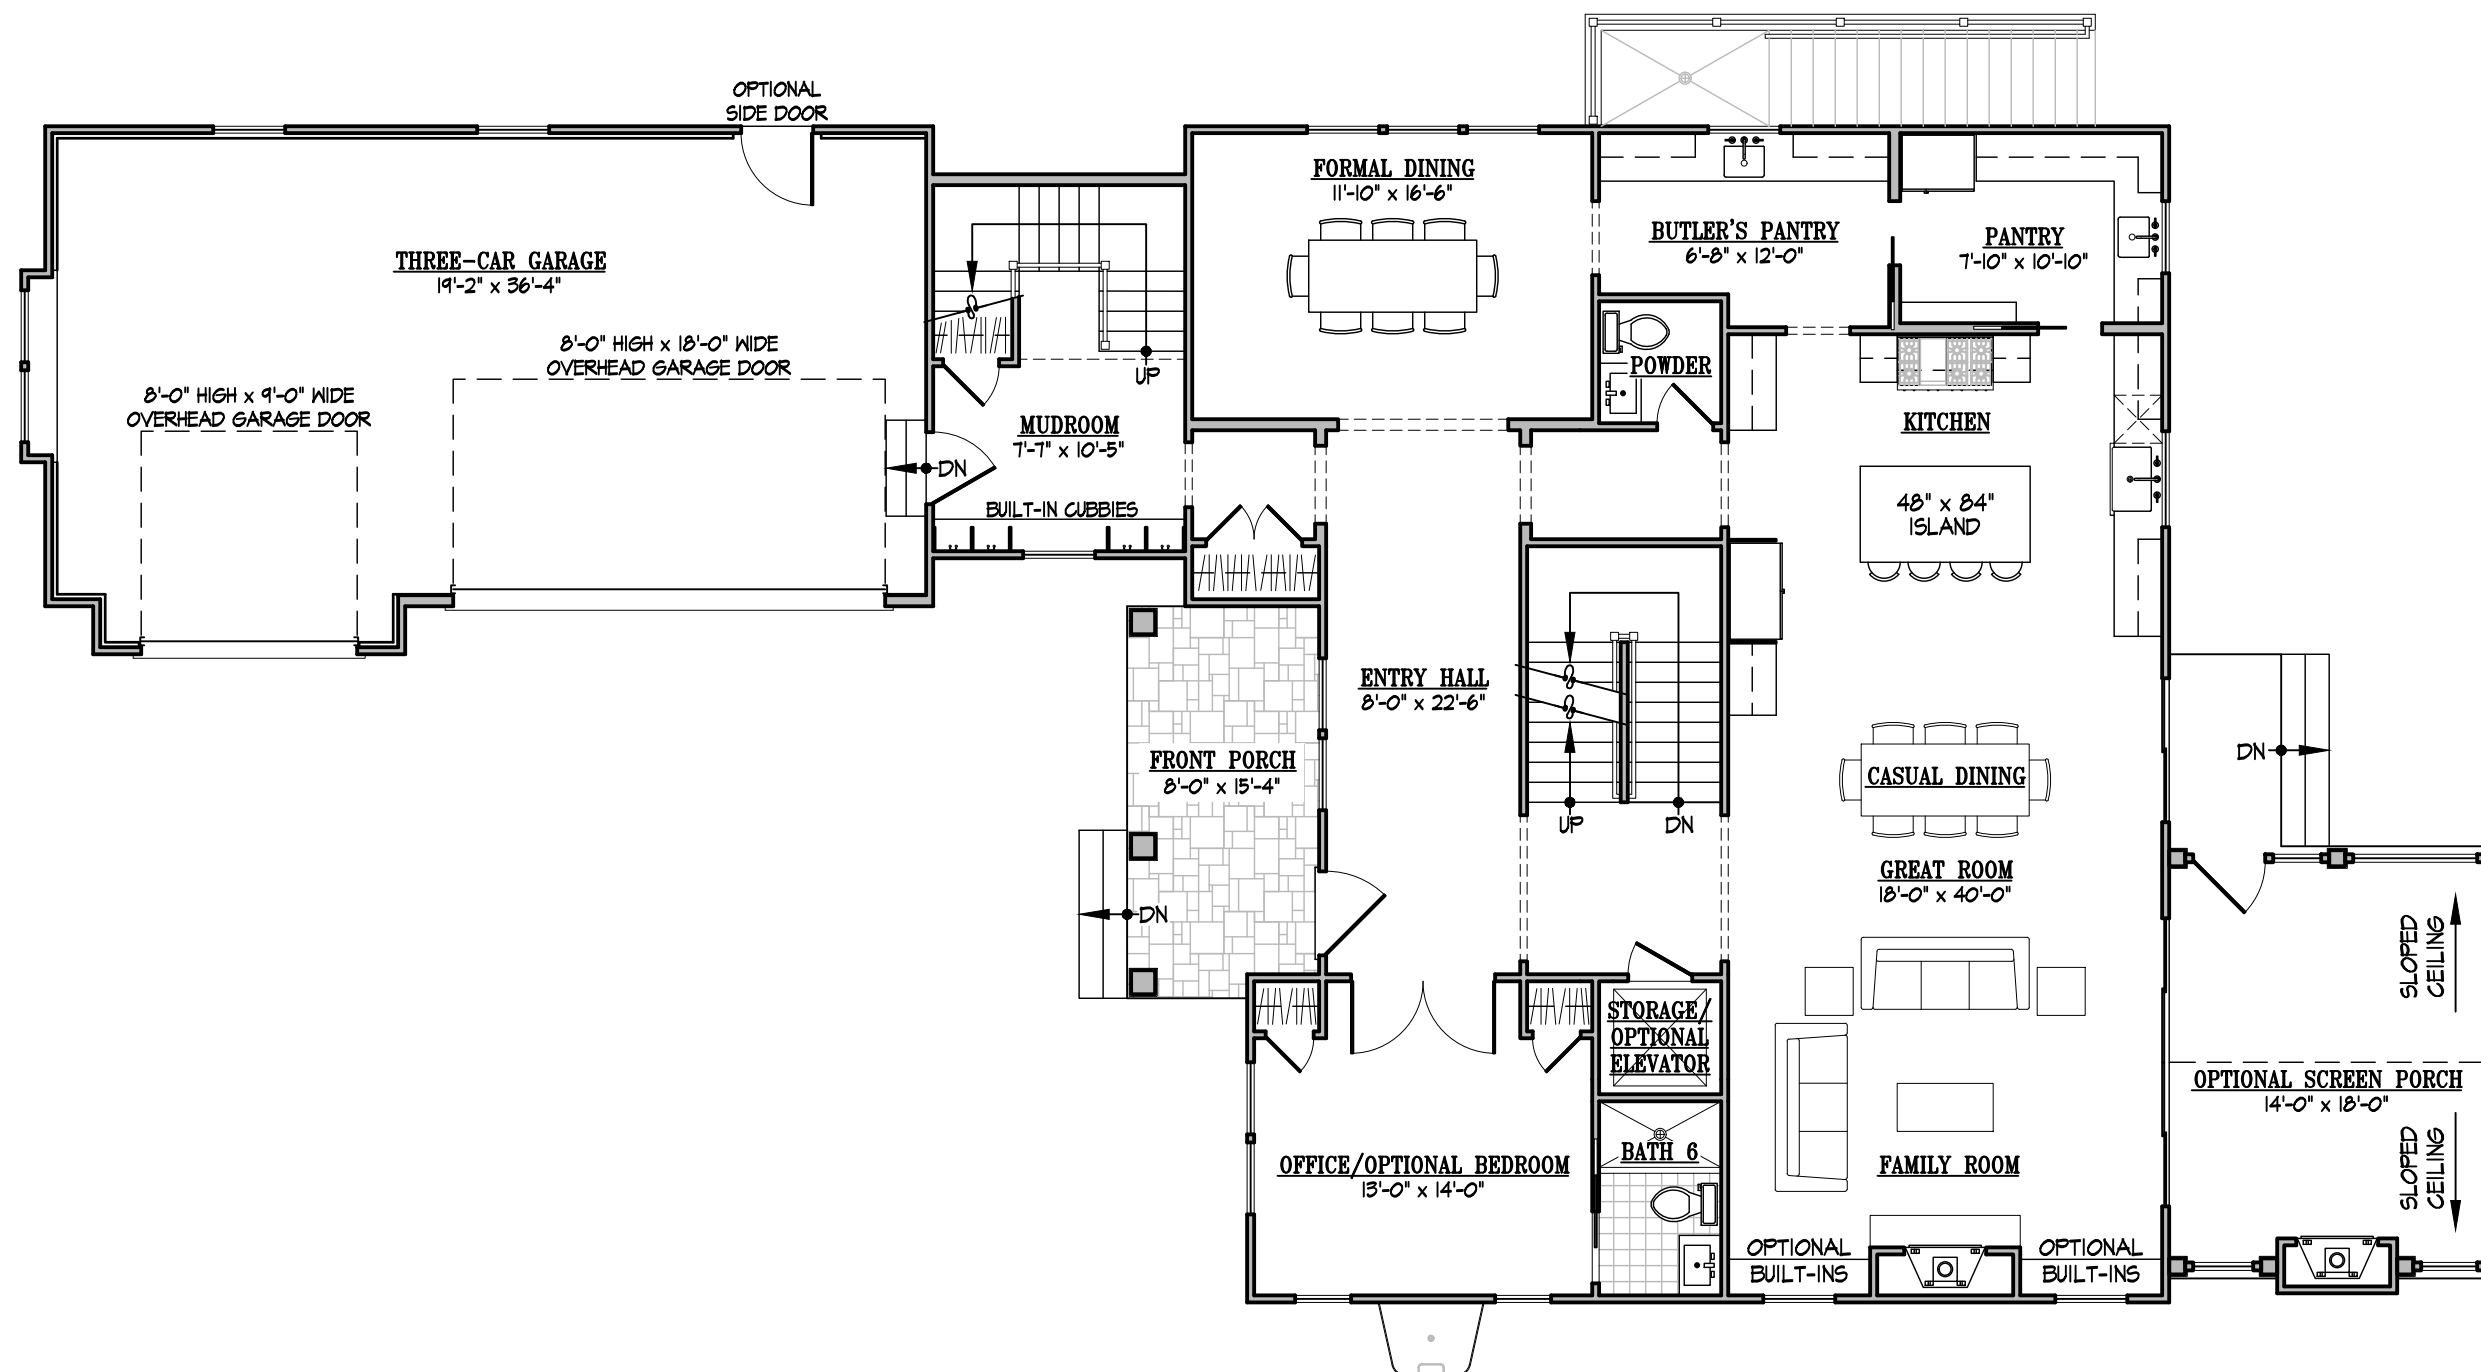 OPTIONAL
SIDE DOOR
THREE-CAR GARAGE
19'-2" x 36'-4"
8'-0" HIGH x 18'-0" WIDE
OVERHEAD GARAGE DOOR
8'-0" HIGH x 9'-0" WIDE
OVERHEAD GARAGE DOOR
UP
MUDROOM
7'-7" x 10'-5"
DN
BUILT-IN CUBBIES
FORMAL DINING
11'-10" x 16'-6"
BUTLER'S PANTRY
6'-8" x 12'-0"
PANTRY
7'-10" x 10'-10"
POWDER
KITCHEN
48" x 84"
ISLAND
ENTRY HALL
8'-0" x 22'-6"
FRONT PORCH
8'-0" x 15'-4"
DN
UP
DN
CASUAL DINING
DN
GREAT ROOM
18'-0" x 40'-0"
SLOPED
CEILING
STORAGE/
OPTIONAL
ELEVATOR
OPTIONAL SCREEN PORCH
14'-0" x 18'-0"
OFFICE/OPTIONAL BEDROOM
13'-0" x 14'-0"
BATH 6
FAMILY ROOM
SLOPED
CEILING
OPTIONAL
BUILT-INS
OPTIONAL
BUILT-INS